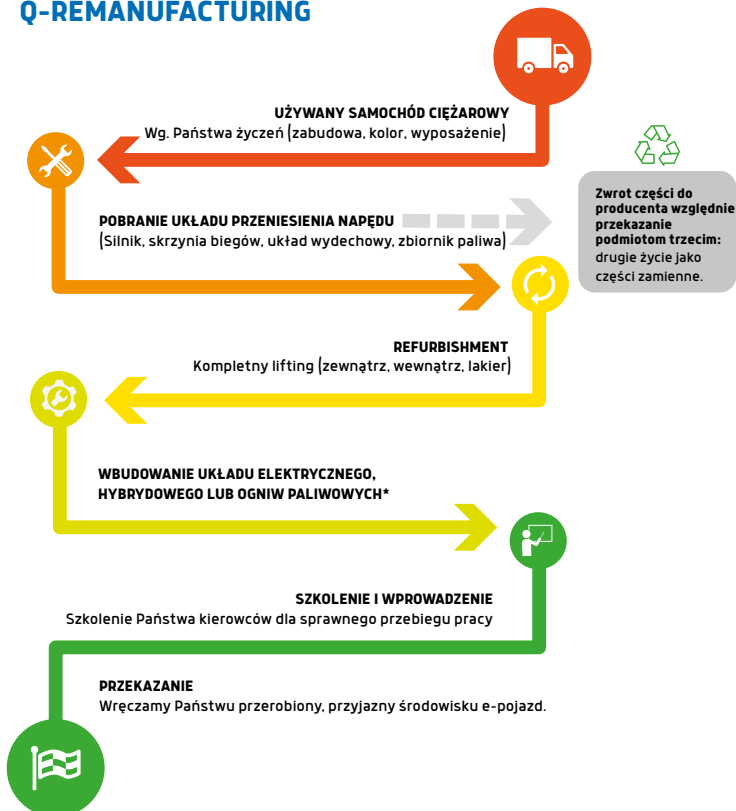 Q-REMANUFACTURING
UŻYWANY SAMOCHÓD CIĘŻAROWY
Wg. Państwa życzeń (zabudowa, kolor, wyposażenie)
POBRANIE UKŁADU PRZENIESIENIA NAPĘDU
(Silnik, skrzynia biegów, układ wydechowy, zbiornik paliwa)
Zwrot części do
producenta względnie
przekazanie
podmiotom trzecim:
drugie życie jako
części zamienne.
REFURBISHMENT
Kompletny lifting (zewnątrz, wewnątrz, lakier)
WBUDOWANIE UKŁADU ELEKTRYCZNEGO,
HYBRYDOWEGO LUB OGNIW PALIWOWYCH*
SZKOLENIE I WPROWADZENIE
Szkolenie Państwa kierowców dla sprawnego przebiegu pracy
PRZEKAZANIE
Wręczamy Państwu przerobiony, przyjazny środowisku e-pojazd.